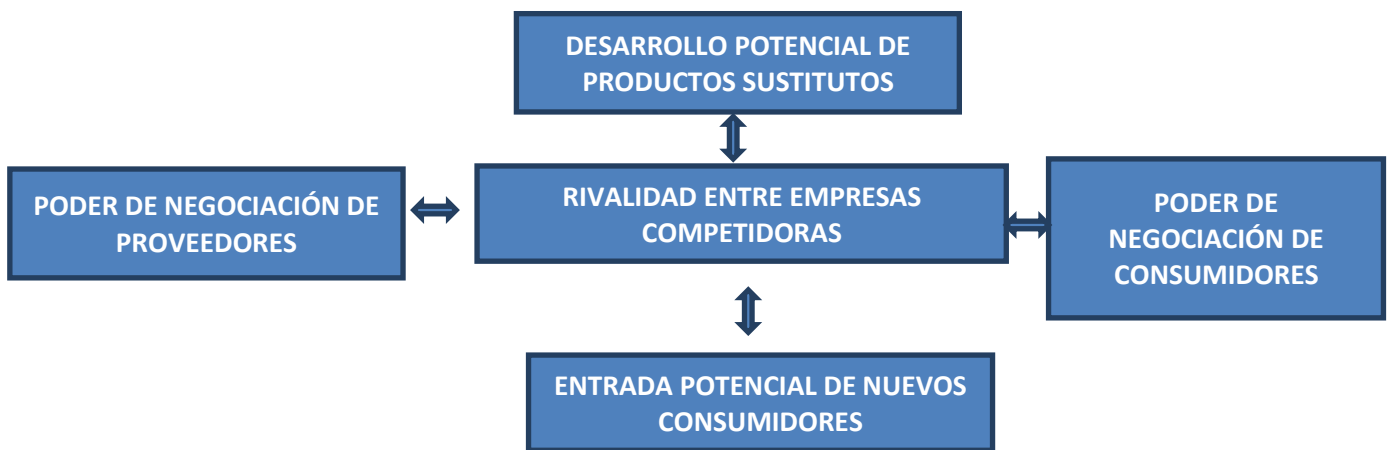 DESARROLLO POTENCIAL DE
PRODUCTOS SUSTITUTOS
PODER DE NEGOCIACIÓN DE
PROVEEDORES
RIVALIDAD ENTRE EMPRESAS
COMPETIDORAS
PODER DE
NEGOCIACIÓN DE
CONSUMIDORES
ENTRADA POTENCIAL DE NUEVOS
CONSUMIDORES